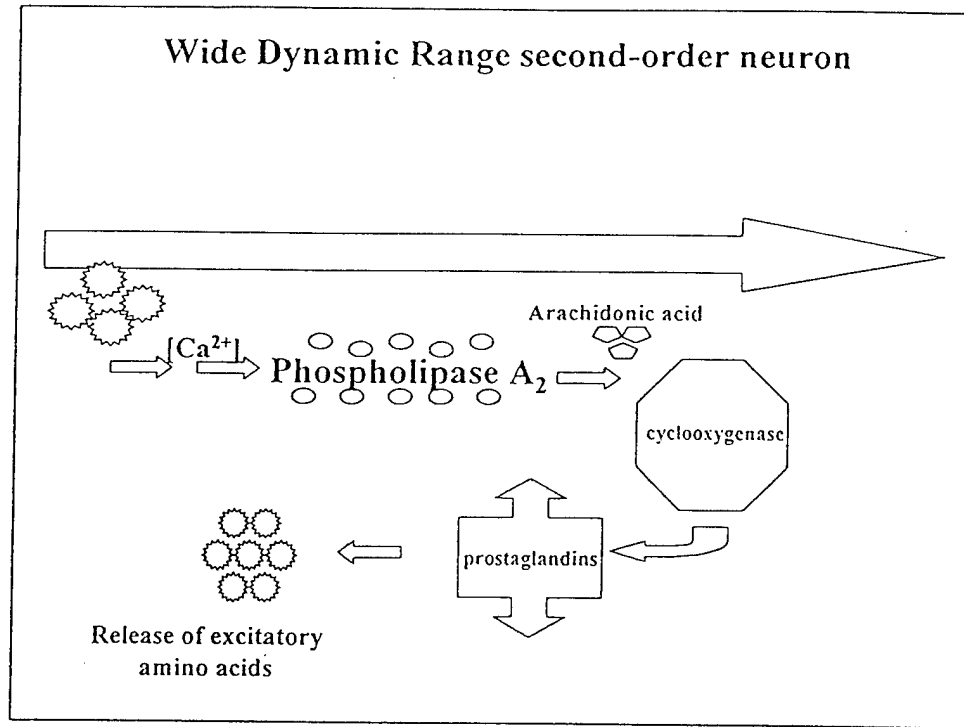 Wide Dynamic Range second-order neuron
Arachidonic acid
[Ca²⁺]
Phospholipase A₂
cyclooxygenase
prostaglandins
Release of excitatory
amino acids